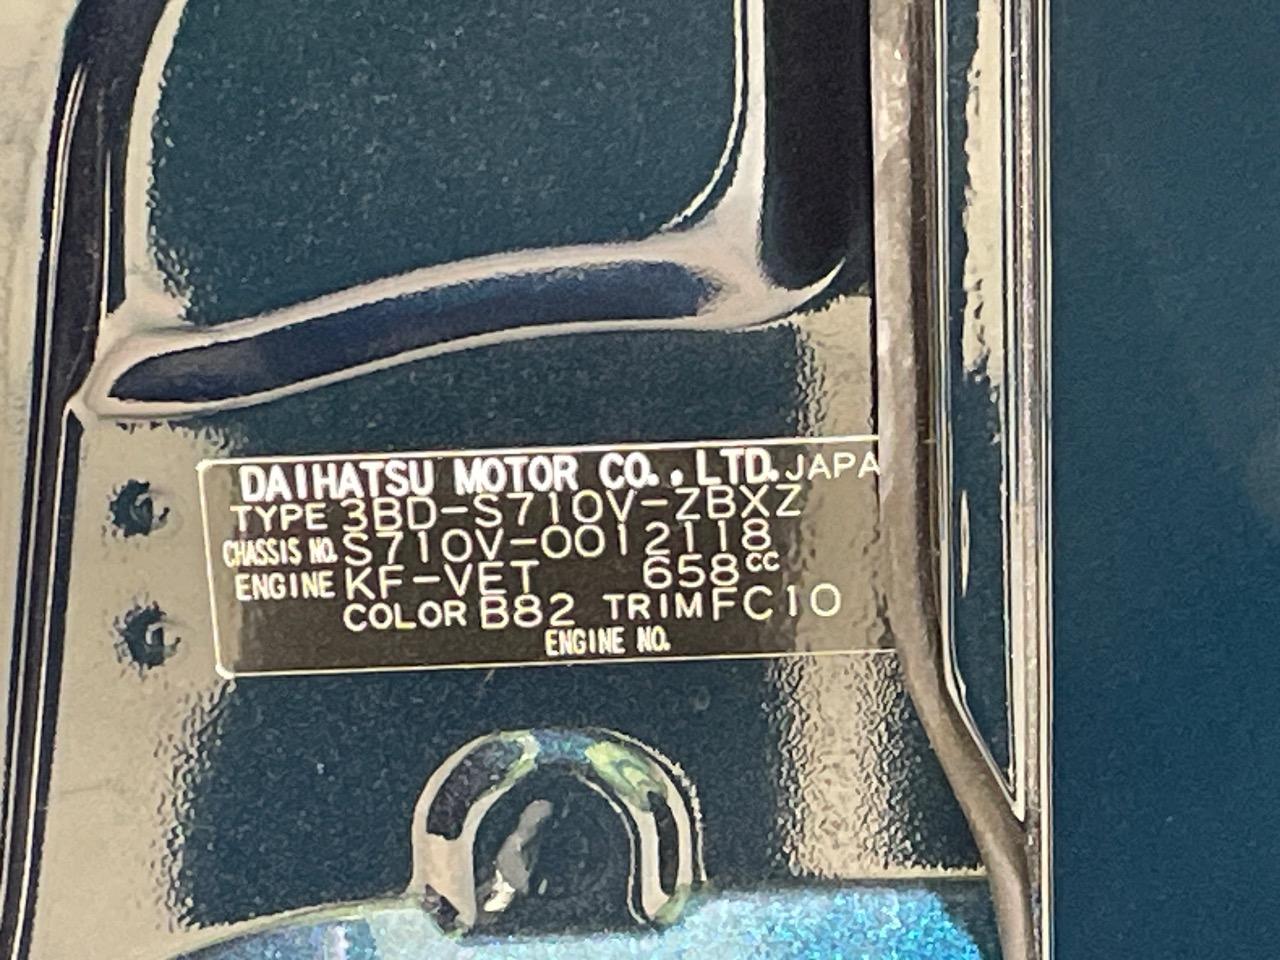 DAIHATSU MOTOR CO.,LTD. JAPA
TYPE 3BD-S710V-ZBXZ
CHASSIS NO. S710V-0012118
ENGINE KF-VET 658cc
COLOR B82 TRIM FC10
ENGINE NO.